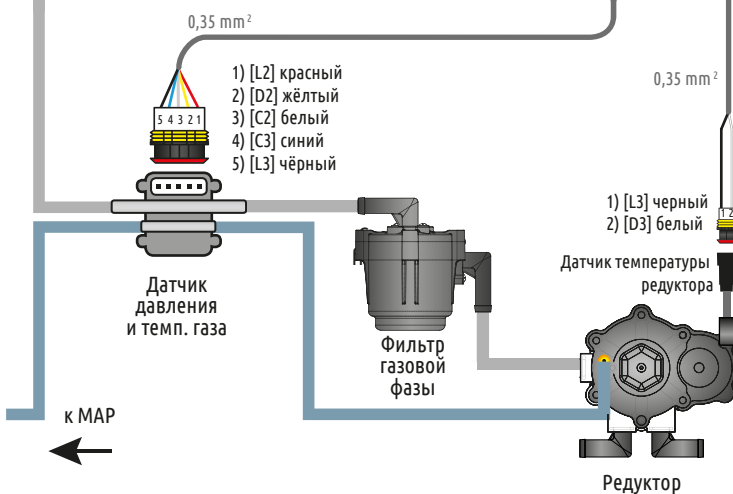 0,35 mm²
1) [L2] красный
2) [D2] жёлтый
3) [C2] белый
4) [C3] синий
5) [L3] чёрный
5 4 3 2 1
0,35 mm²
1) [L3] черный
2) [D3] белый
1 2
Датчик температуры
редуктора
Датчик
давления
и темп. газа
Фильтр
газовой
фазы
к MAP
Редуктор